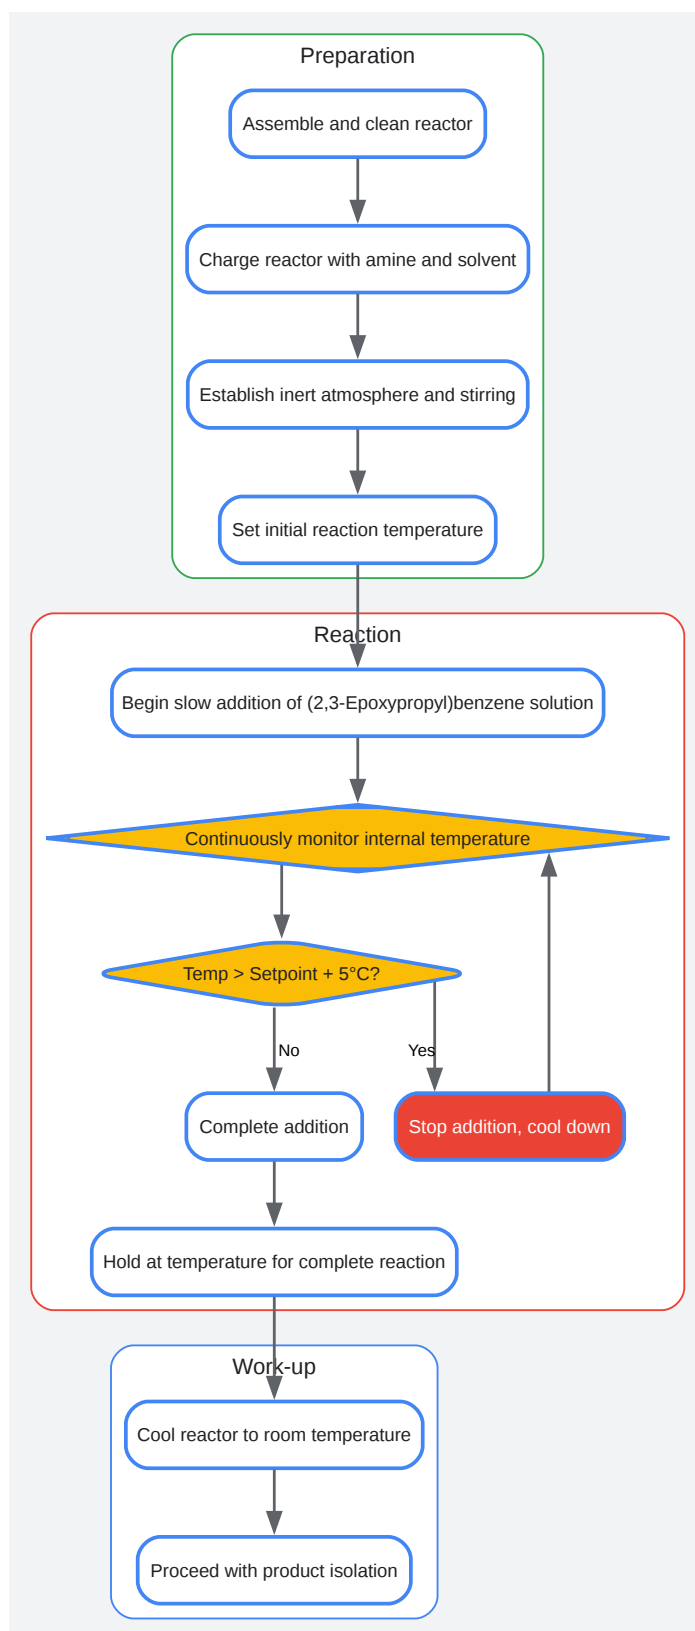 Preparation
Assemble and clean reactor
Charge reactor with amine and solvent
Establish inert atmosphere and stirring
Set initial reaction temperature
Reaction
Begin slow addition of (2,3-Epoxypropyl)benzene solution
Continuously monitor internal temperature
Temp > Setpoint + 5°C?
No
Yes
Complete addition
Stop addition, cool down
Hold at temperature for complete reaction
Work-up
Cool reactor to room temperature
Proceed with product isolation